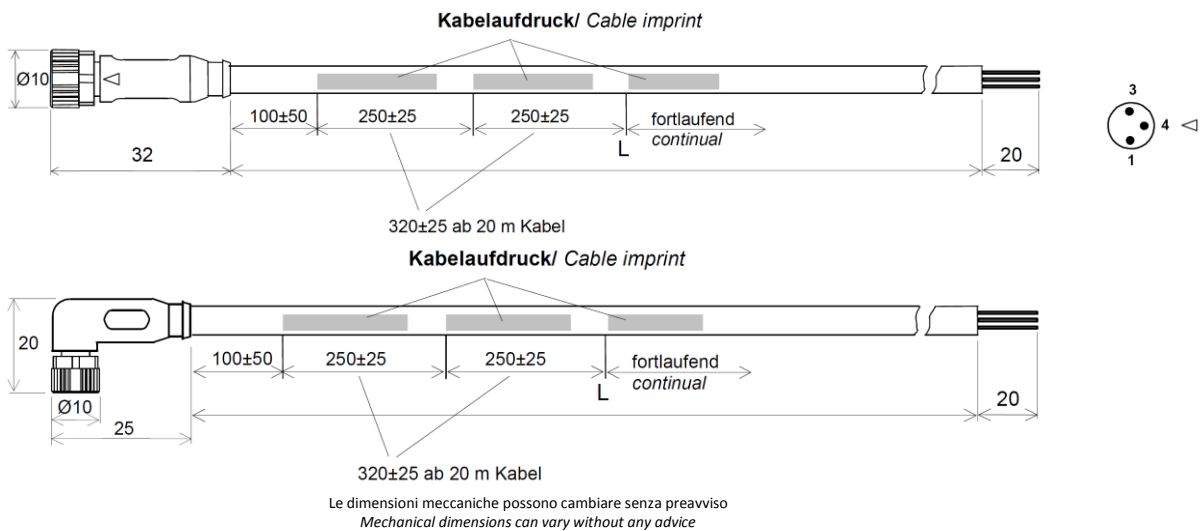 Kabelaufdruck/ Cable imprint
Ø10
100±50
250±25
250±25
fortlaufend
continual
L
32
20
3
4
1
320±25 ab 20 m Kabel
Kabelaufdruck/ Cable imprint
20
100±50
250±25
250±25
fortlaufend
continual
L
Ø10
25
20
320±25 ab 20 m Kabel
Le dimensioni meccaniche possono cambiare senza preavviso
Mechanical dimensions can vary without any advice